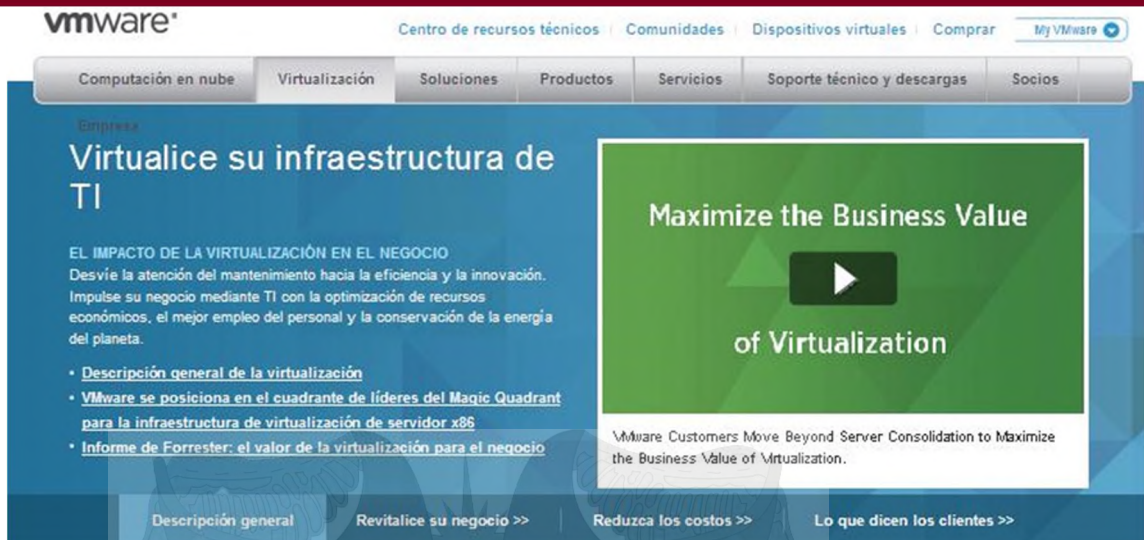 vmware
Centro de recursos técnicos Comunidades Dispositivos virtuales Comprar My VMware
Computación en nube Virtualización Soluciones Productos Servicios Soporte técnico y descargas Socios
Empresa
Virtualice su infraestructura de
TI
EL IMPACTO DE LA VIRTUALIZACIÓN EN EL NEGOCIO
Desvíe la atención del mantenimiento hacia la eficiencia y la innovación.
Impulse su negocio mediante TI con la optimización de recursos
económicos, el mejor empleo del personal y la conservación de la energía
del planeta.
• Descripción general de la virtualización
• VMware se posiciona en el cuadrante de líderes del Magic Quadrant
para la infraestructura de virtualización de servidor x86
• Informe de Forrester: el valor de la virtualización para el negocio
Maximize the Business Value
of Virtualization
VMware Customers Move Beyond Server Consolidation to Maximize
the Business Value of Virtualization.
Descripción general Revitalice su negocio >> Reduzca los costos >> Lo que dicen los clientes >>